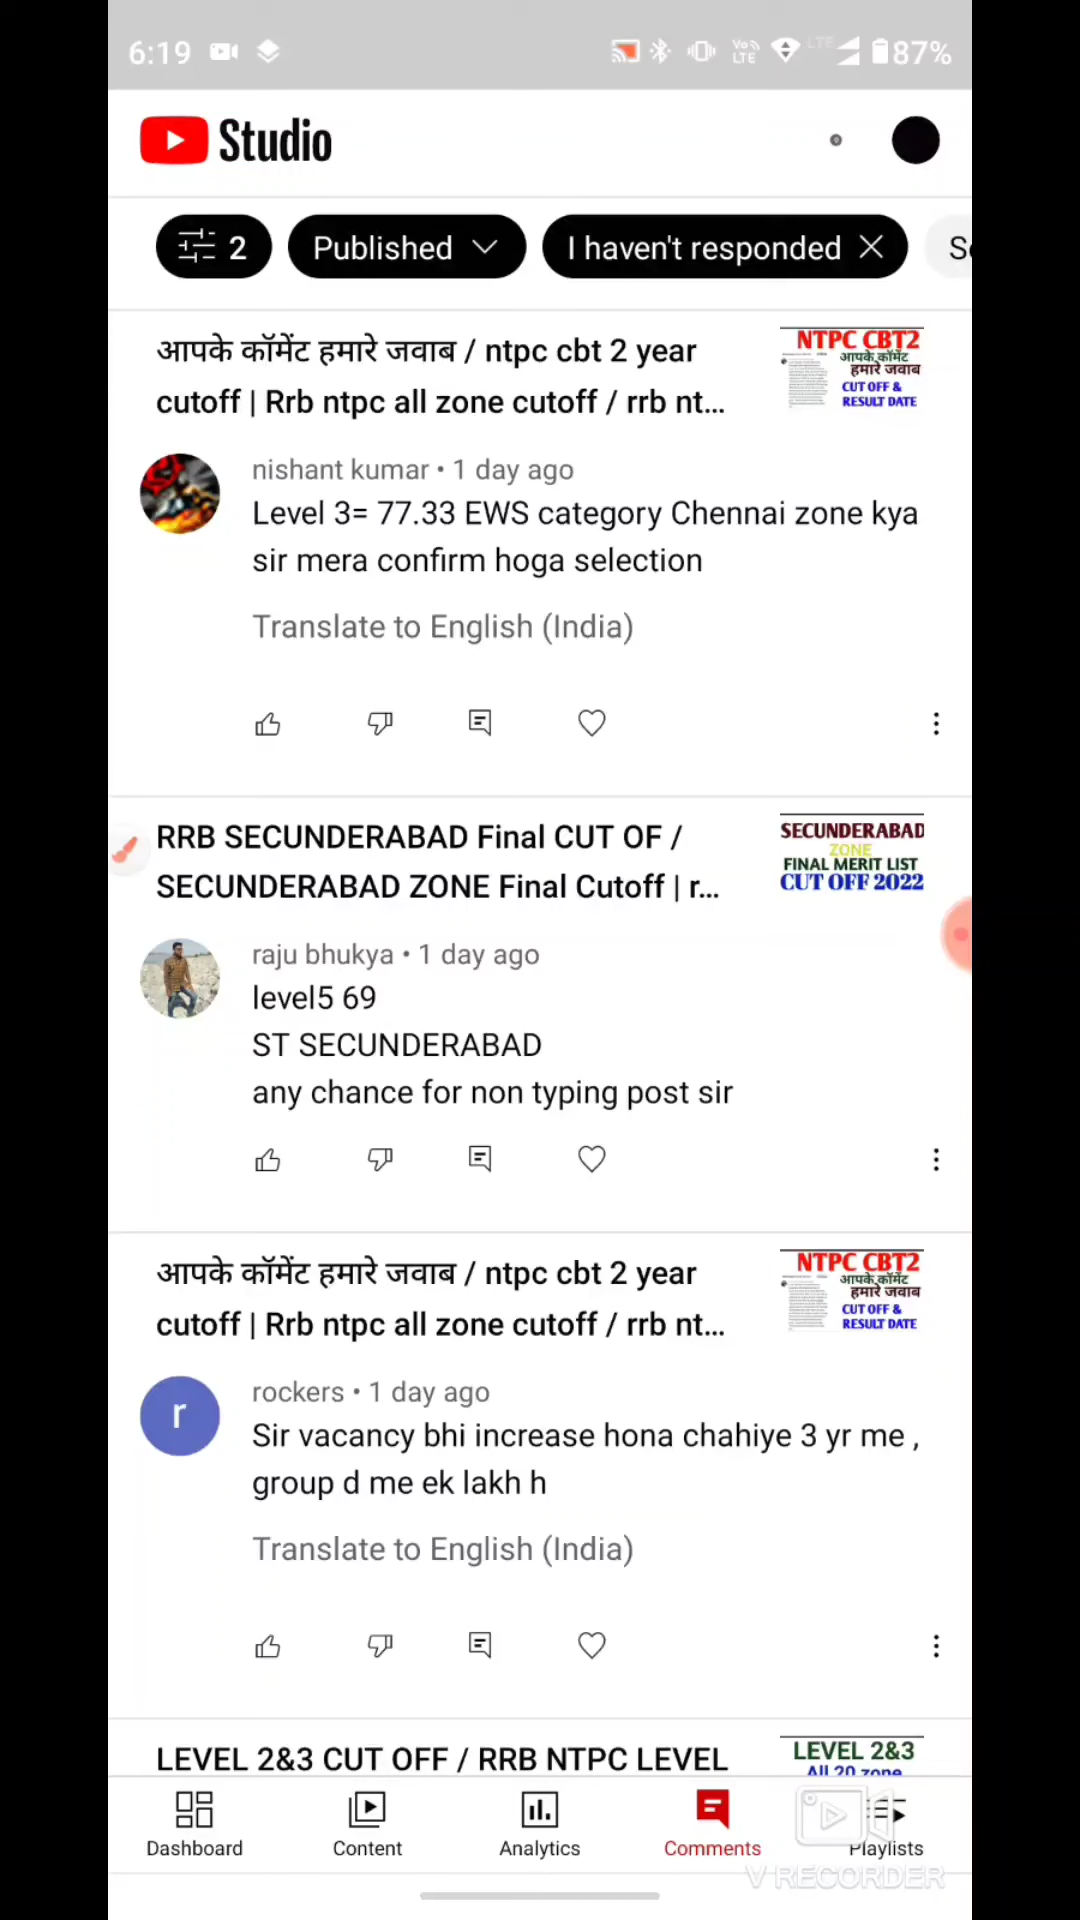 6:19
Vo LTE
LTE
87%
Studio
2
Published
I haven't responded
आपके कॉमेंट हमारे जवाब / ntpc cbt 2 year
cutoff | Rrb ntpc all zone cutoff / rrb nt...
NTPC CBT2
आपके कॉमेंट
हमारे जवाब
CUT OFF &
RESULT DATE
nishant kumar • 1 day ago
Level 3= 77.33 EWS category Chennai zone kya
sir mera confirm hoga selection
Translate to English (India)
RRB SECUNDERABAD Final CUT OF /
SECUNDERABAD ZONE Final Cutoff | r...
SECUNDERABAD
ZONE
FINAL MERIT LIST
CUT OFF 2022
raju bhukya • 1 day ago
level5 69
ST SECUNDERABAD
any chance for non typing post sir
आपके कॉमेंट हमारे जवाब / ntpc cbt 2 year
cutoff | Rrb ntpc all zone cutoff / rrb nt...
NTPC CBT2
आपके कॉमेंट
हमारे जवाब
CUT OFF &
RESULT DATE
r
rockers • 1 day ago
Sir vacancy bhi increase hona chahiye 3 yr me ,
group d me ek lakh h
Translate to English (India)
LEVEL 2&3 CUT OFF / RRB NTPC LEVEL
LEVEL 2&3
All 20 zone
Dashboard
Content
Analytics
Comments
Playlists
V RECORDER